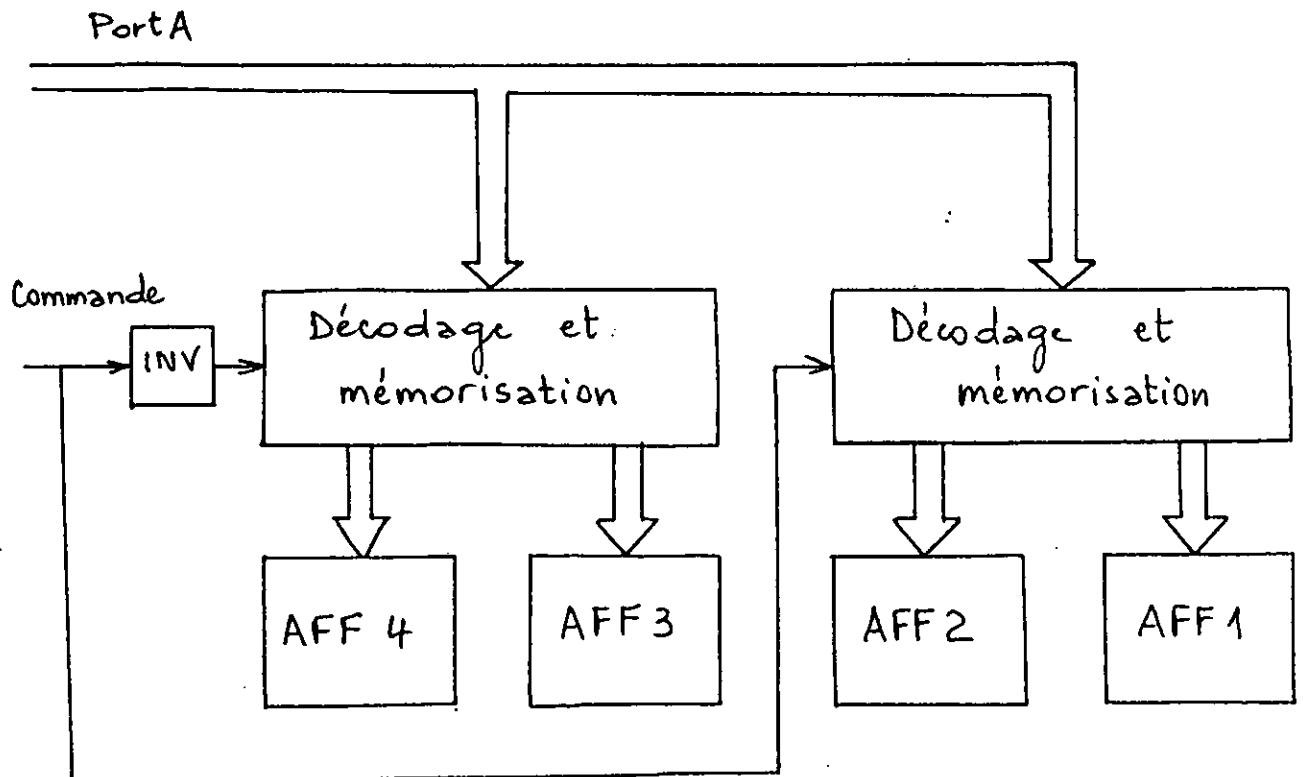 Port A
Commande
INV
Décodage et
mémorisation
Décodage et
mémorisation
AFF 4
AFF 3
AFF 2
AFF 1